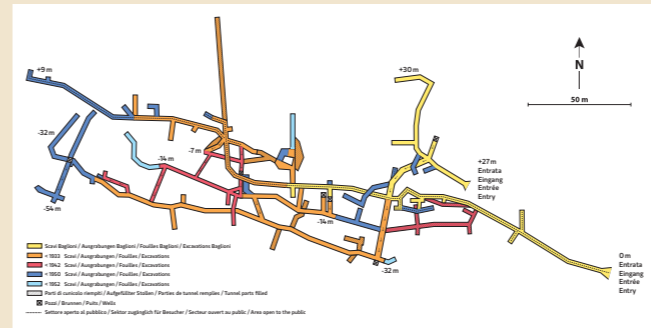 +9 m
+30 m
N
50 m
-32 m
-7 m
-14 m
+27 m
Entrata
Eingang
Entrée
Entry
-54 m
-14 m
-32 m
0 m
Entrata
Eingang
Entrée
Entry
Scavi Baglioni / Ausgrabungen Baglioni / Fouilles Baglioni / Excavations Baglioni
< 1933 Scavi / Ausgrabungen / Fouilles / Excavations
< 1942 Scavi / Ausgrabungen / Fouilles / Excavations
< 1950 Scavi / Ausgrabungen / Fouilles / Excavations
< 1962 Scavi / Ausgrabungen / Fouilles / Excavations
Parti di cunicolo riempiti / Aufgefüllter Stollen / Parties de tunnel remplies / Tunnel parts filled
Pozzi / Brunnen / Puits / Wells
Settore aperto al pubblico / Sektor zugänglich für Besucher / Secteur ouvert au public / Area open to the public